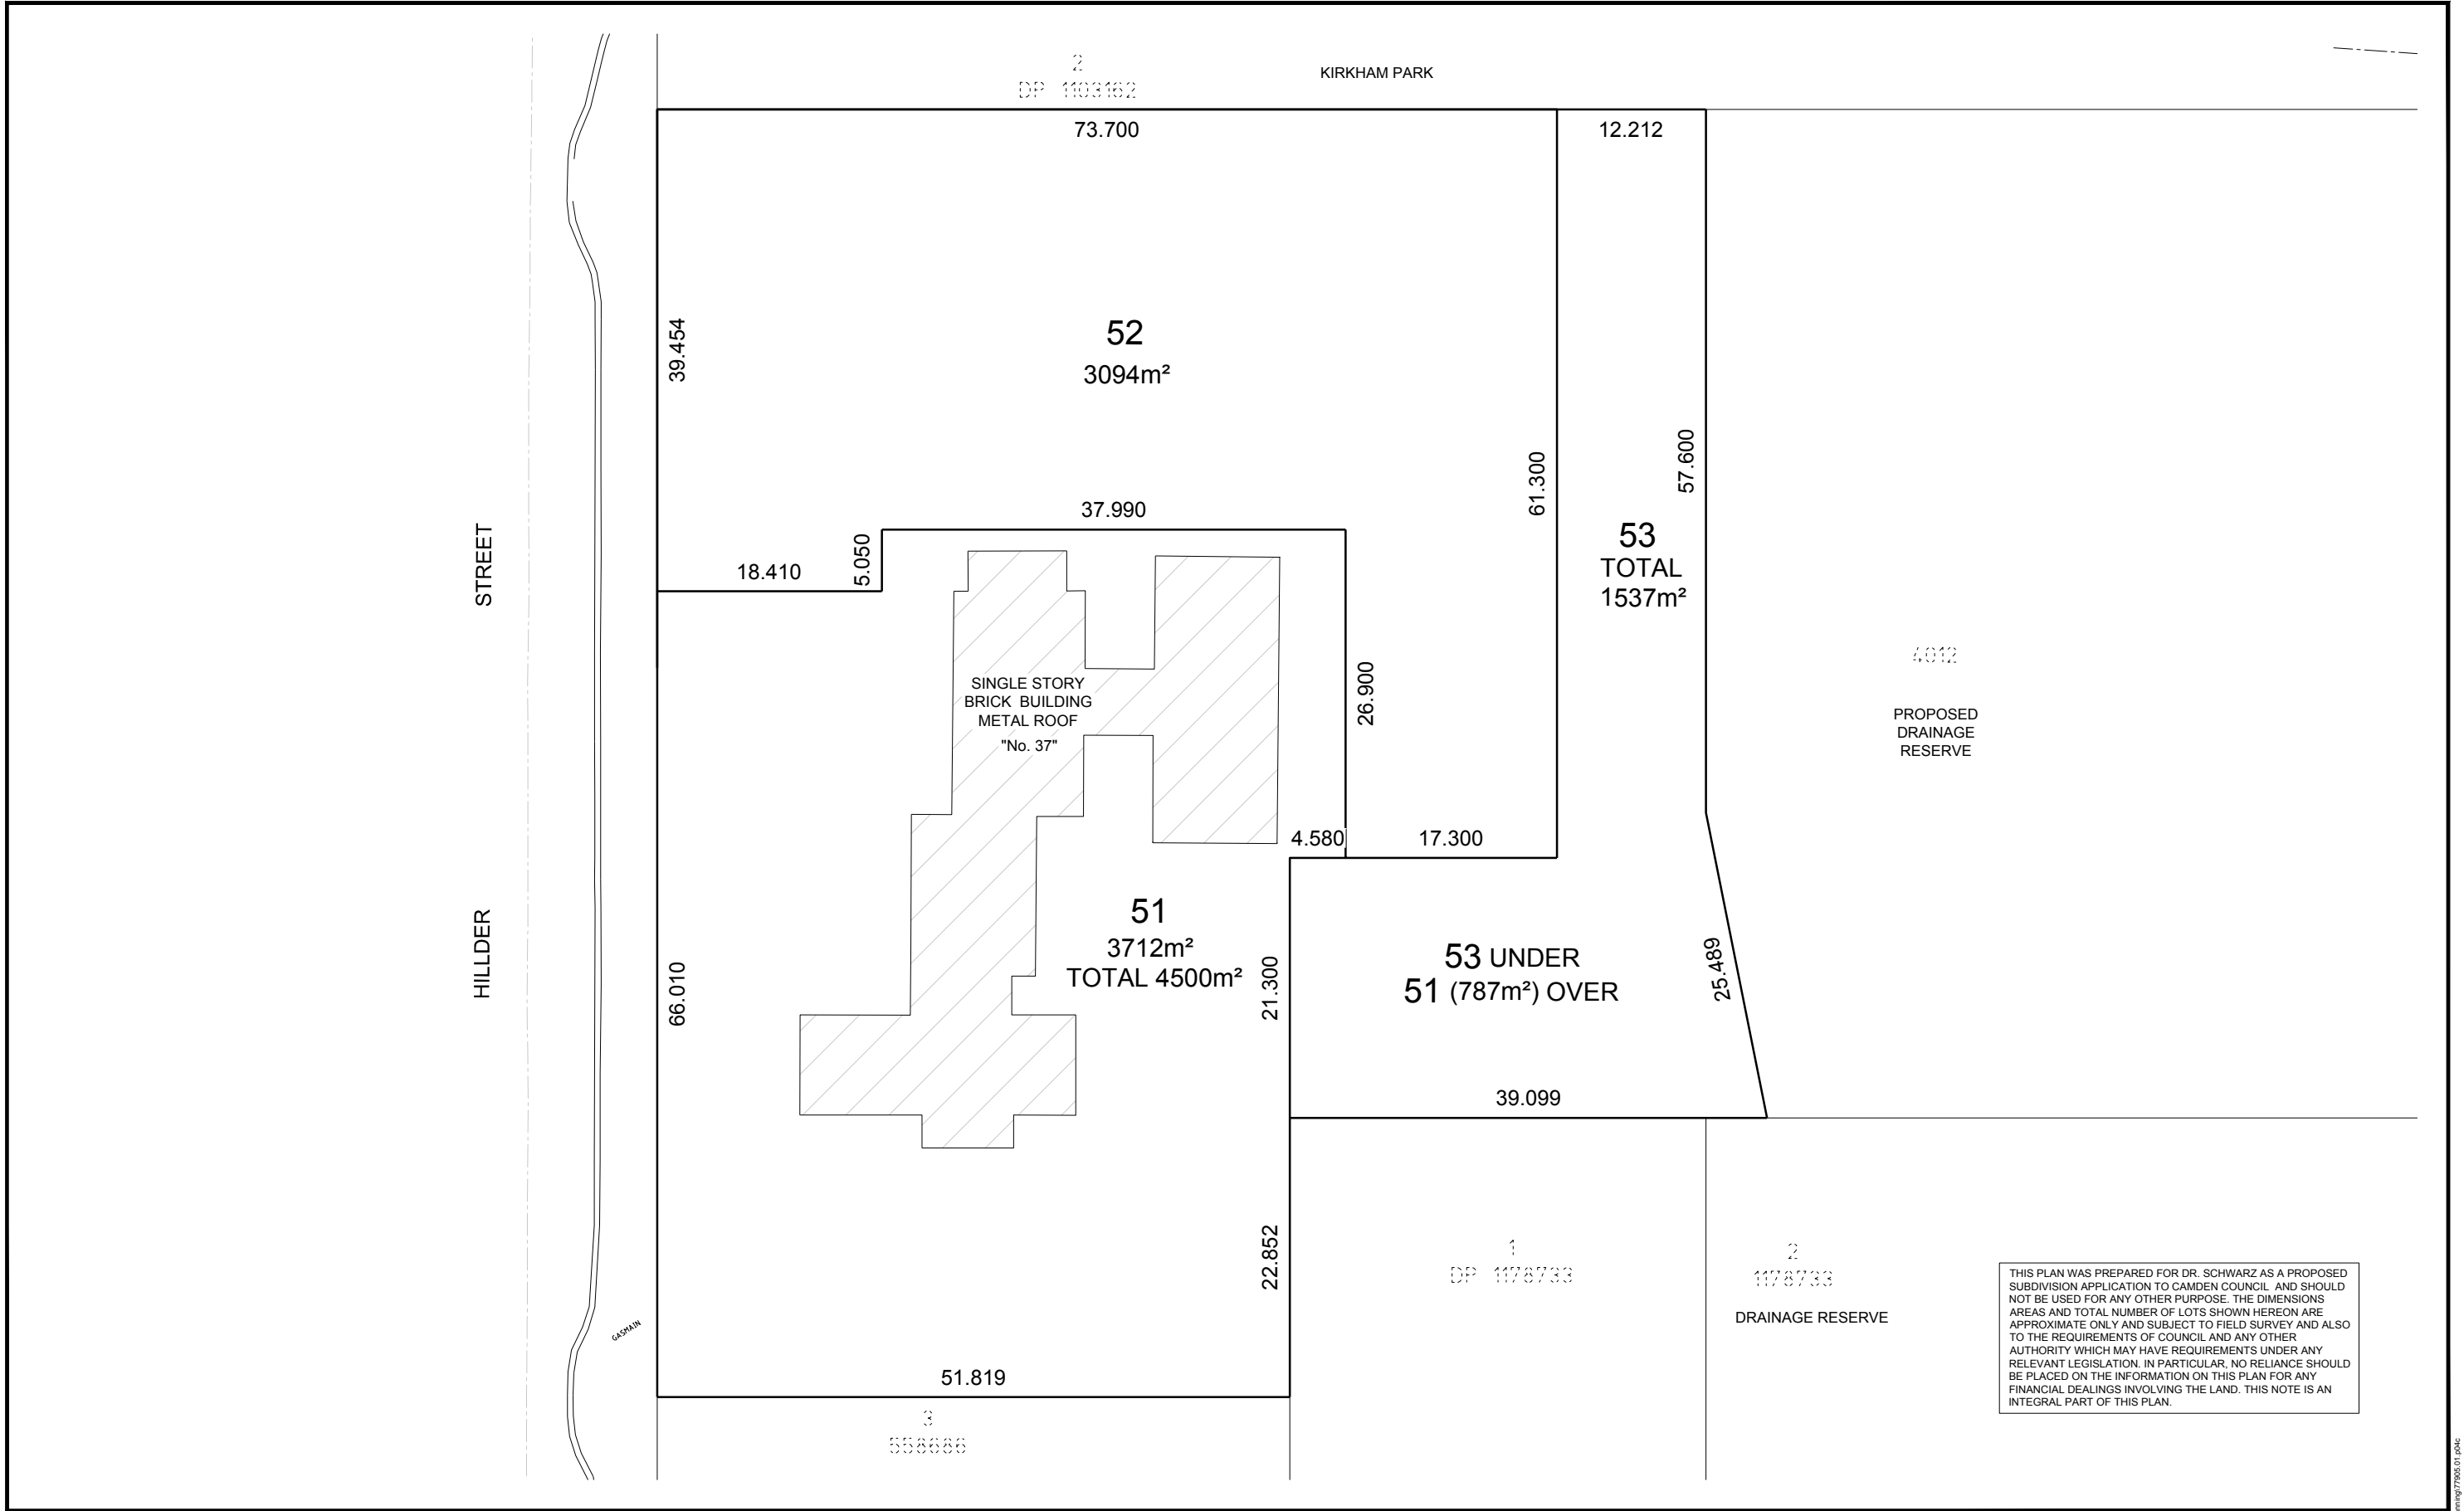 2
DP 1103162
KIRKHAM PARK
73.700
12.212
39.454
52
3094m²
61.300
57.600
37.990
18.410
5.050
53
TOTAL
1537m²
STREET
SINGLE STORY
BRICK BUILDING
METAL ROOF
"No. 37"
26.900
4012
PROPOSED
DRAINAGE
RESERVE
4.580
17.300
HILLDER
66.010
51
3712m²
TOTAL 4500m²
21.300
53 UNDER
51 (787m²) OVER
25.489
39.099
22.852
1
DP 1178733
2
1178733
DRAINAGE RESERVE
GASMAIN
51.819
3
558686
THIS PLAN WAS PREPARED FOR DR. SCHWARZ AS A PROPOSED
SUBDIVISION APPLICATION TO CAMDEN COUNCIL AND SHOULD
NOT BE USED FOR ANY OTHER PURPOSE. THE DIMENSIONS
AREAS AND TOTAL NUMBER OF LOTS SHOWN HEREON ARE
APPROXIMATE ONLY AND SUBJECT TO FIELD SURVEY AND ALSO
TO THE REQUIREMENTS OF COUNCIL AND ANY OTHER
AUTHORITY WHICH MAY HAVE REQUIREMENTS UNDER ANY
RELEVANT LEGISLATION. IN PARTICULAR, NO RELIANCE SHOULD
BE PLACED ON THE INFORMATION ON THIS PLAN FOR ANY
FINANCIAL DEALINGS INVOLVING THE LAND. THIS NOTE IS AN
INTEGRAL PART OF THIS PLAN.